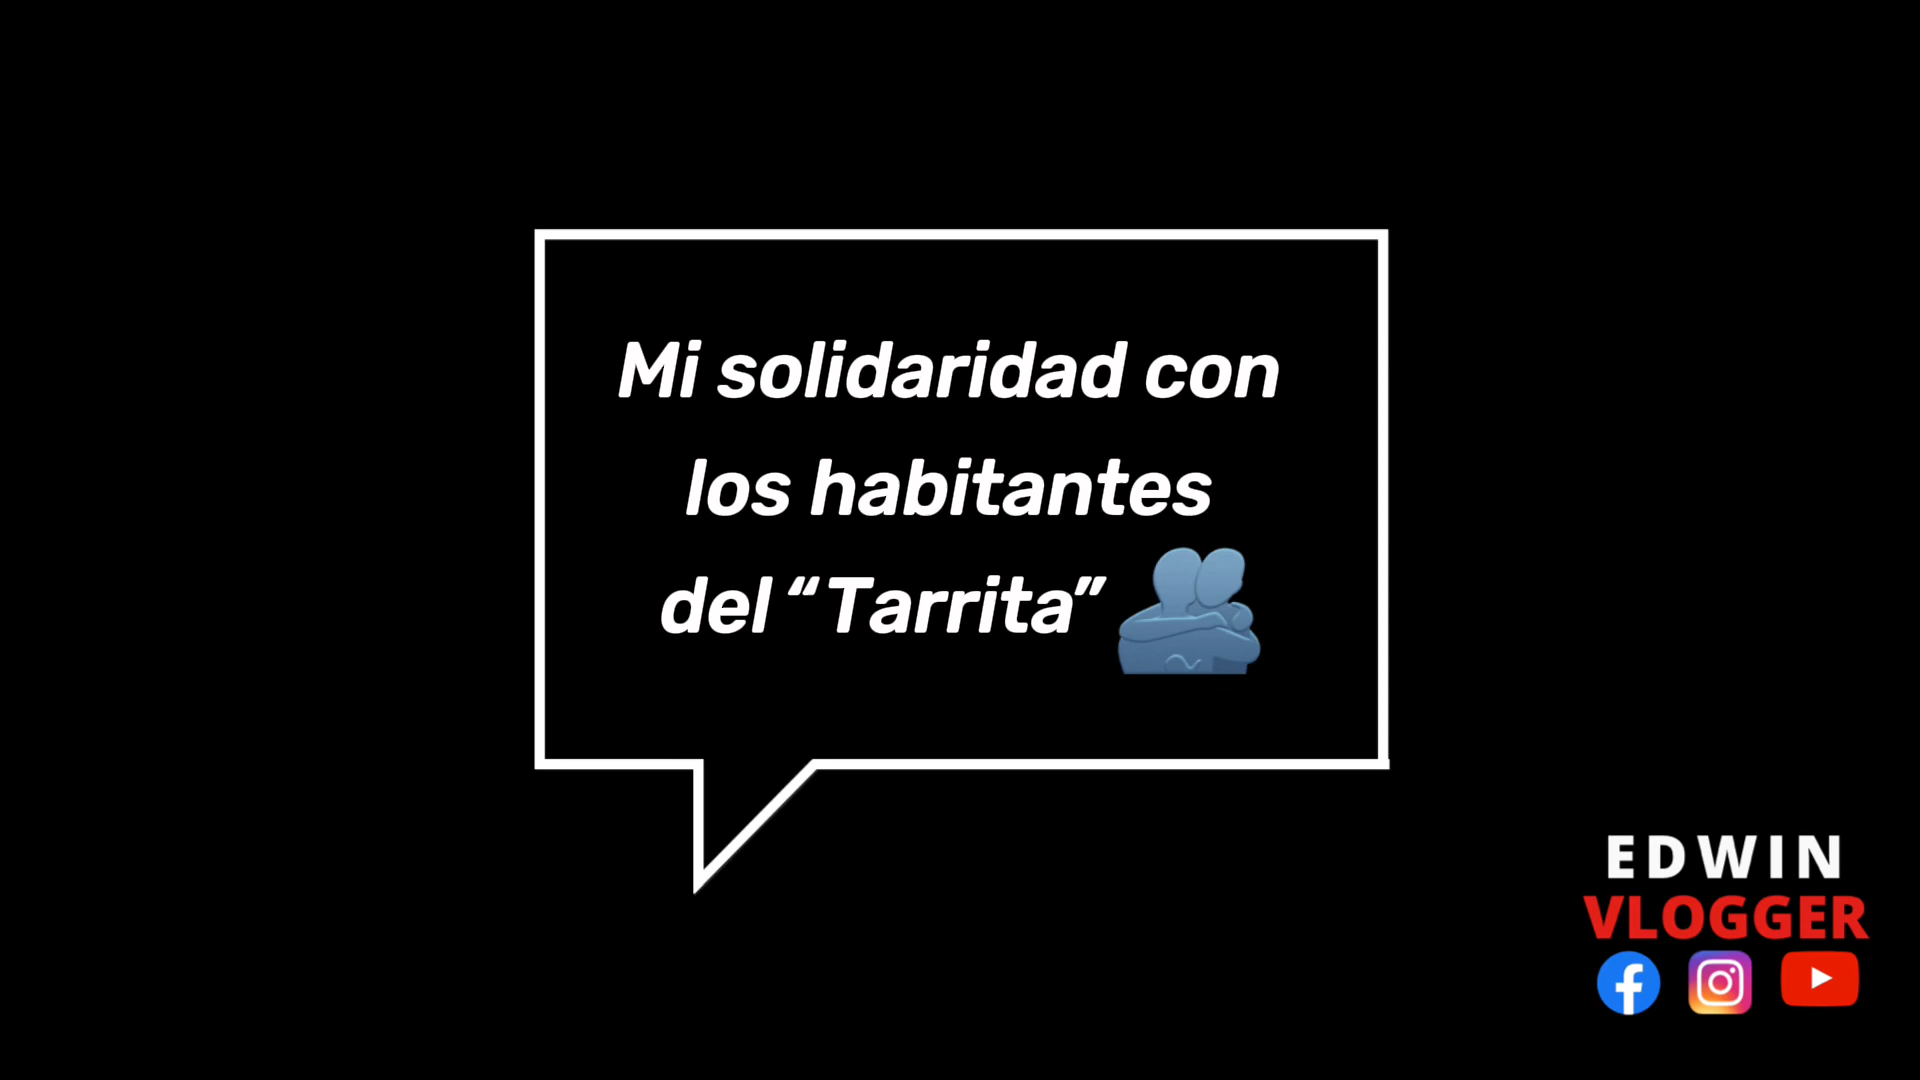 Mi solidaridad con
los habitantes
del “Tarrita”
EDWIN
VLOGGER